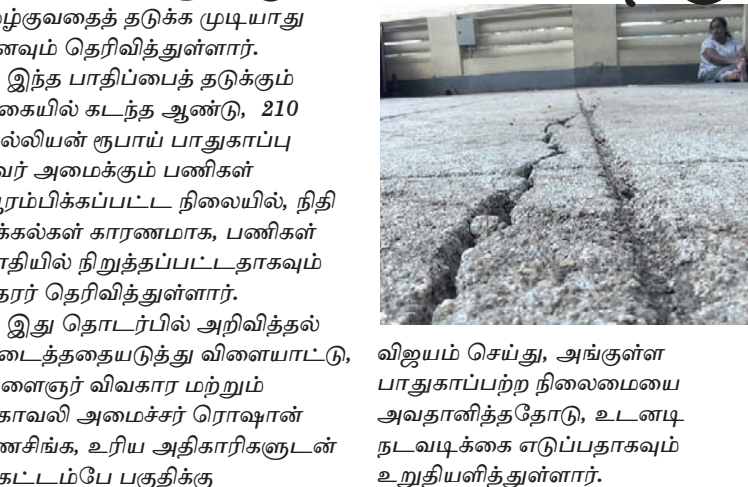 ழ்குவதைத் தடுக்க முடியாது
னவும் தெரிவித்துள்ளார்.
இந்த பாதிப்பைத் தடுக்கும்
கையில் கடந்த ஆண்டு, 210
ல்லியன் ரூபாய் பாதுகாப்பு
வர் அமைக்கும் பணிகள்
ரம்பிக்கப்பட்ட நிலையில், நிதி
க்கல்கள் காரணமாக, பணிகள்
ாதியில் நிறுத்தப்பட்டதாகவும்
தரர் தெரிவித்துள்ளார்.
இது தொடர்பில் அறிவித்தல்
டைத்ததையடுத்து விளையாட்டு,
ளைஞர் விவகார மற்றும்
காவலி அமைச்சர் ரொஷான்
ணசிங்க, உரிய அதிகாரிகளுடன்
கட்டம்பே பகுதிக்கு
விஜயம் செய்து, அங்குள்ள
பாதுகாப்பற்ற நிலைமையை
அவதானித்ததோடு, உடனடி
நடவடிக்கை எடுப்பதாகவும்
உறுதியளித்துள்ளார்.